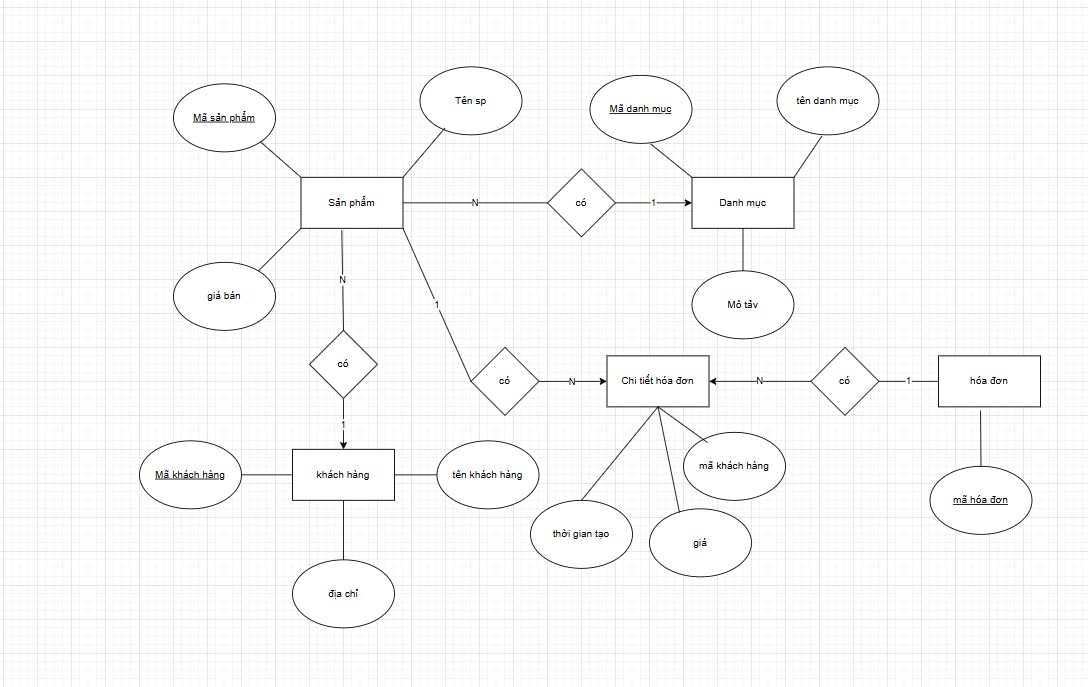 Mã sản phẩm
Tên sp
Mã danh mục
tên danh mục
Sản phẩm
N
có
1
Danh mục
giá bán
N
1
Mô tảv
có
có
N
Chi tiết hóa đơn
N
có
1
hóa đơn
1
Mã khách hàng
khách hàng
tên khách hàng
mã khách hàng
mã hóa đơn
thời gian tạo
giá
địa chỉ